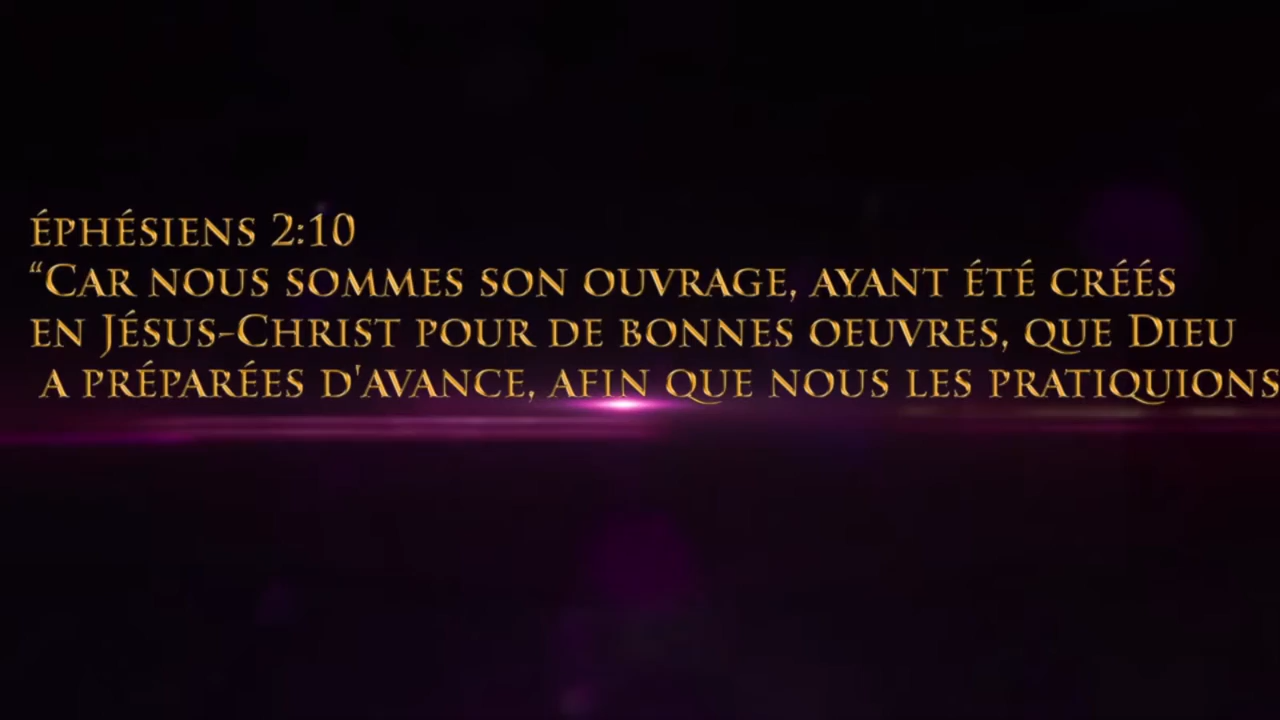 éphésiens 2:10
“Car nous sommes son ouvrage, ayant été créés
en Jésus-Christ pour de bonnes oeuvres, que Dieu
a préparées d'avance, afin que nous les pratiquions